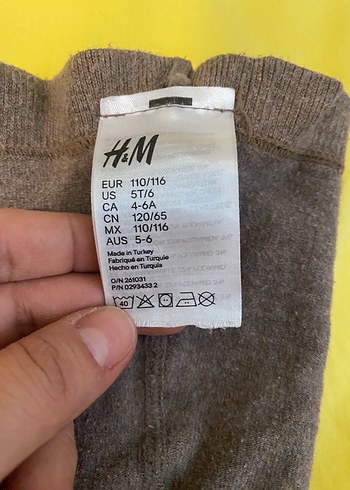 H&M
EUR 110/116
US 5T/6
CA 4-6A
CN 120/65
MX 110/116
AUS 5-6
Made in Turkey
Fabriqué en Turquie
Hecho en Turquía
O/N 261031
P/N 0293433.2
40